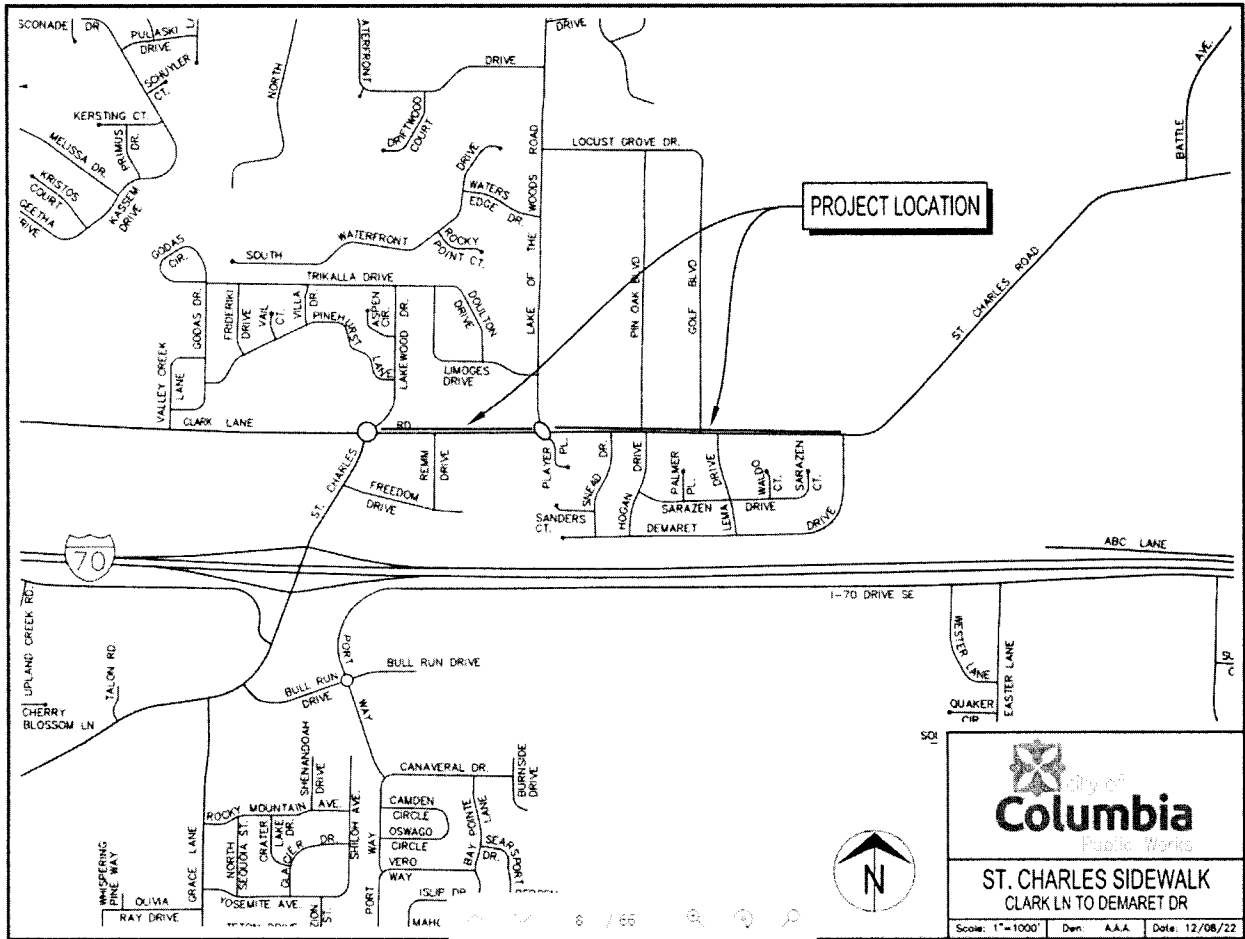 SCONADE DR
PULASKI
DRIVE
SCHUYLER
CT.
KERSTING CT.
PRIMUS
DR.
MELISSA DR.
KRISTOS
COURT
KASSEM
DRIVE
NORTH
DRIVE
DRIVE
DRIFTWOOD
COURT
LOCUST GROVE DR.
BATTLE AVE.
PROJECT LOCATION
WATERS
EDGE DR.
SOUTH WATERFRONT DRIVE
ROCKY
POINT CT.
LAKE OF THE WOODS ROAD
PIN OAK BLVD
GOLF BLVD
ST. CHARLES ROAD
GODAS
CIR.
TRIKALLA DRIVE
GODAS DR.
FRIDERIKI
DRIVE
VAIL
CT.
VILLA
DR.
PINEHURST LANE
ASPEN
CIR.
LAKEWOOD DR.
DOULTON
DRIVE
LIMOGES
DRIVE
VALLEY CREEK
LANE
CLARK LANE
RD
ST. CHARLES
REMM
DRIVE
FREEDOM
DRIVE
PLAYER
PL.
SNEAD DR.
HOGAN DRIVE
PALMER
PL.
LEMA DRIVE
WALDO
CT.
SARAZEN
CT.
SARAZEN DRIVE
SANDERS
CT.
DEMARET DRIVE
70
ABC LANE
I-70 DRIVE SE
UPLAND CREEK RD.
TALON RD.
CHERRY
BLOSSOM LN
BULL RUN
DRIVE
BULL RUN DRIVE
PORT WAY
WESTER LANE
EASTER LANE
QUAKER
CIR
SHENANDOAH
DRIVE
CANAVERAL DR.
BURNSIDE
DRIVE
ROCKY MOUNTAIN AVE.
CAMDEN
CIRCLE
OSWAGO
CIRCLE
VERO
WAY
BAY POINTE
LANE
SEARSPORT
DR.
GRACE LANE
NORTH
SEQUOIA ST.
CRATER
LAKE DR.
GLACIER DR.
SHILOH AVE.
PORT WAY
WHISPERING
PINE WAY
OLIVIA
RAY DRIVE
YOSEMITE AVE.
ISLIP DR
8 / 66
N
city of
Columbia
Public Works
ST. CHARLES SIDEWALK
CLARK LN TO DEMARET DR
Scale: 1"=1000' Dsn: A.A.A. Date: 12/08/22